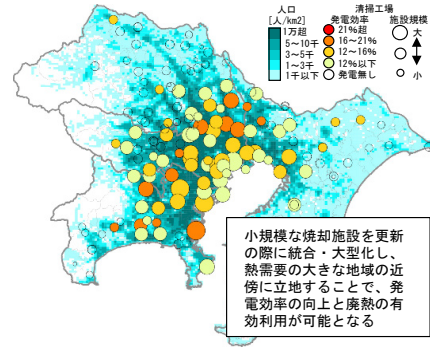 人口
[人/km2]
1万超
5～10千
3～5千
1～3千
1千以下
清掃工場
発電効率
21%超
16～21%
12～16%
12%以下
発電無し
施設規模
大
小
小規模な焼却施設を更新
の際に統合・大型化し、
熱需要の大きな地域の近
傍に立地することで、発
電効率の向上と廃熱の有
効利用が可能となる